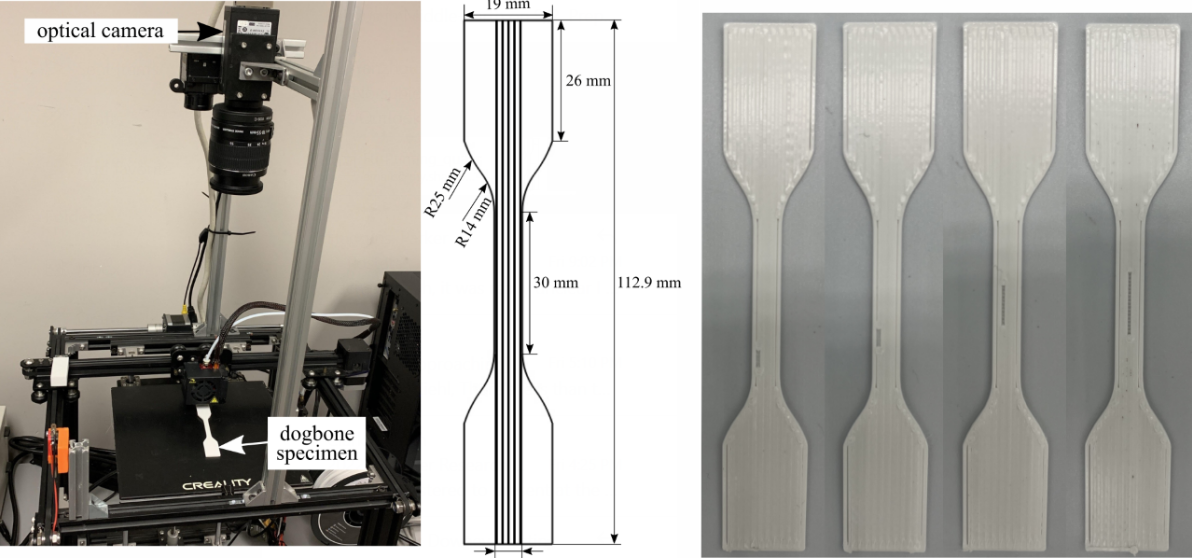 optical camera
dogbone
specimen
CREALITY
19 mm
26 mm
R25 mm
R14 mm
30 mm
112.9 mm